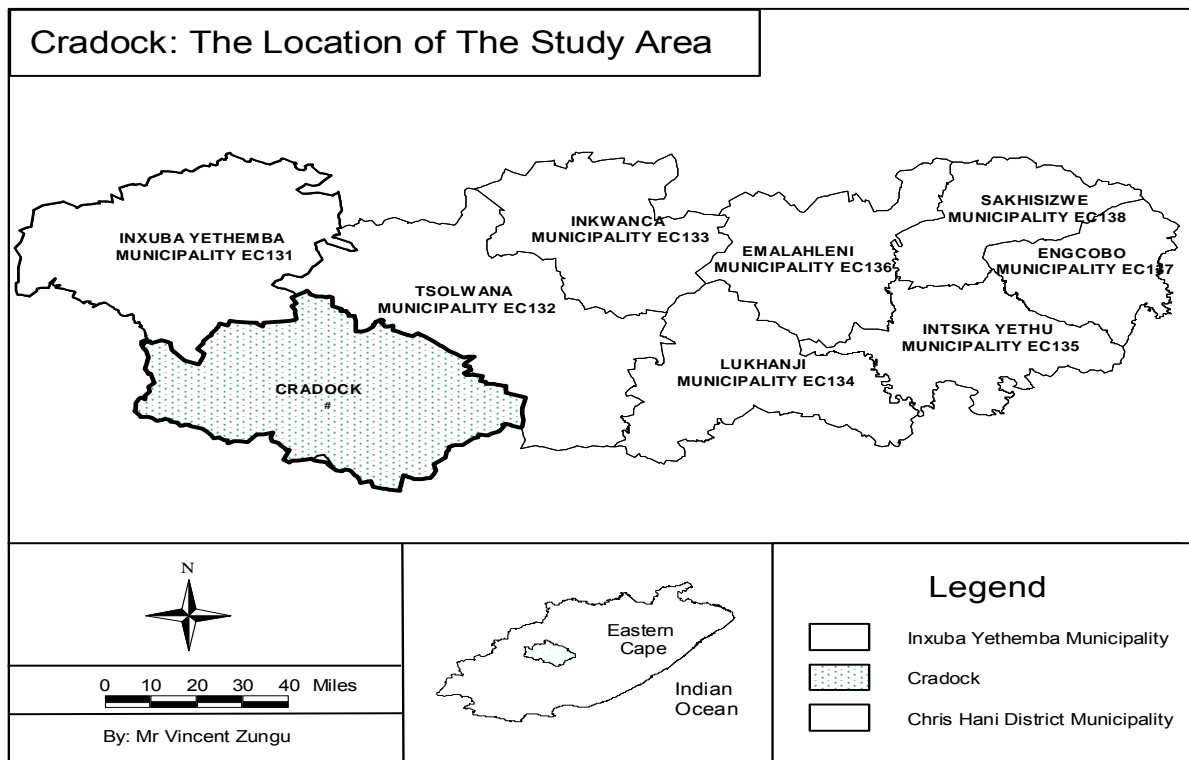 Cradock: The Location of The Study Area
INXUBA YETHEMBA
MUNICIPALITY EC131
INKWANCA
MUNICIPALITY EC133
SAKHISIZWE
MUNICIPALITY EC138
EMALAHLENI
MUNICIPALITY EC136
ENGCOBO
MUNICIPALITY EC137
TSOLWANA
MUNICIPALITY EC132
INTSIKA YETHU
MUNICIPALITY EC135
LUKHANJI
MUNICIPALITY EC134
CRADOCK
#
N
0 10 20 30 40 Miles
By: Mr Vincent Zungu
Eastern
Cape
Indian
Ocean
Legend
Inxuba Yethemba Municipality
Cradock
Chris Hani District Municipality